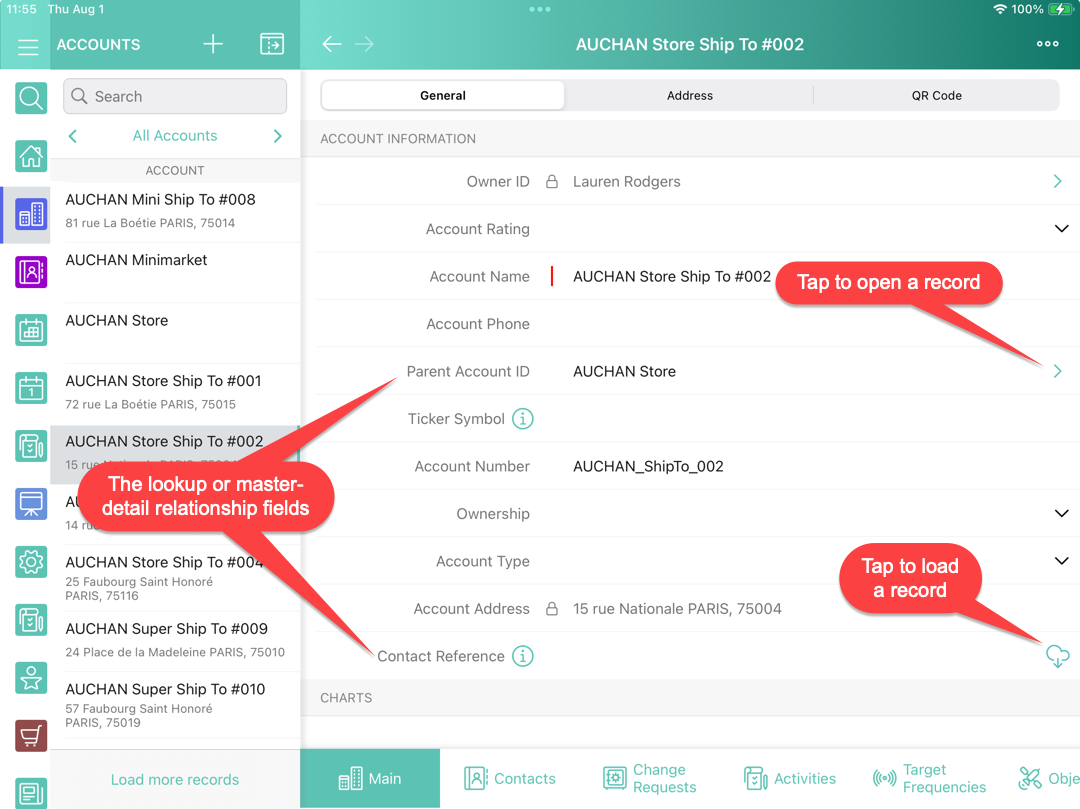 11:55 Thu Aug 1
100%
ACCOUNTS
AUCHAN Store Ship To #002
Search
All Accounts
ACCOUNT
AUCHAN Mini Ship To #008
81 rue La Boétie PARIS, 75014
AUCHAN Minimarket
AUCHAN Store
AUCHAN Store Ship To #001
72 rue La Boétie PARIS, 75015
AUCHAN Store Ship To #002
15 rue
14 rue
AUCHAN Store Ship To #004
25 Faubourg Saint Honoré
PARIS, 75116
AUCHAN Super Ship To #009
24 Place de la Madeleine PARIS, 75010
AUCHAN Super Ship To #010
57 Faubourg Saint Honoré
PARIS, 75019
Load more records
General
Address
QR Code
ACCOUNT INFORMATION
Owner ID Lauren Rodgers
Account Rating
Account Name AUCHAN Store Ship To #002
Tap to open a record
Account Phone
Parent Account ID AUCHAN Store
Ticker Symbol
Account Number AUCHAN_ShipTo_002
The lookup or master-
detail relationship fields
Ownership
Account Type
Tap to load
a record
Account Address 15 rue Nationale PARIS, 75004
Contact Reference
CHARTS
Main
Contacts
Change
Requests
Activities
Target
Frequencies
Obje